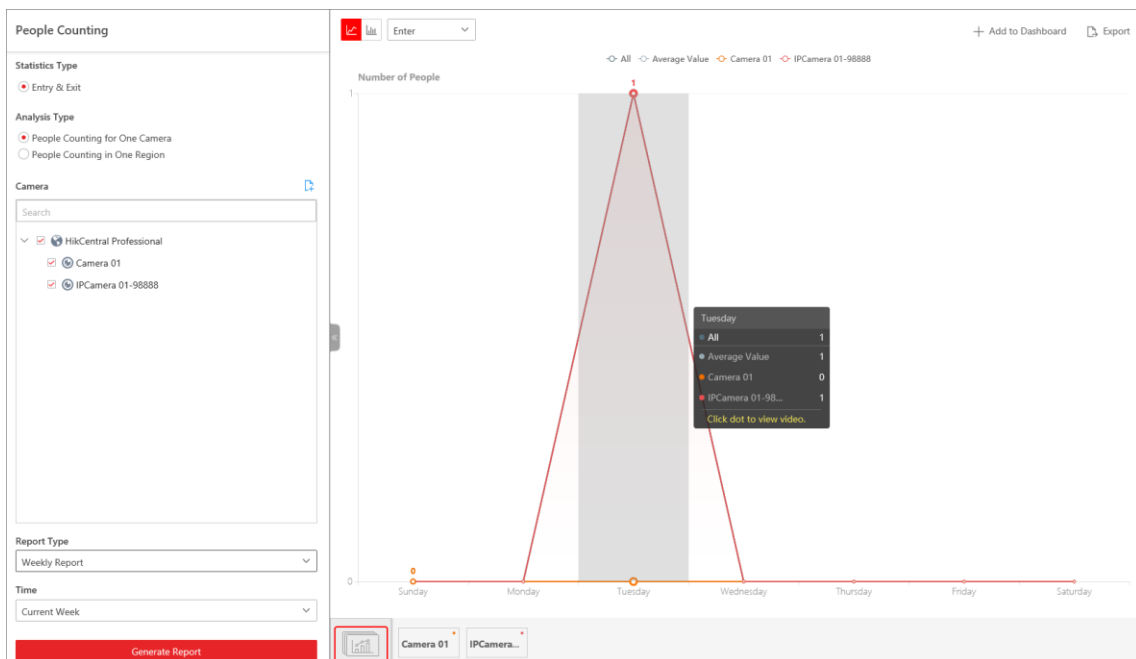 People Counting
Statistics Type
Entry & Exit
Analysis Type
People Counting for One Camera
People Counting in One Region
Camera
Search
HikCentral Professional
Camera 01
IPCamera 01-98888
Report Type
Weekly Report
Time
Current Week
Generate Report
Enter
Add to Dashboard
Export
All
Average Value
Camera 01
IPCamera 01-98888
Number of People
1
1
Tuesday
All 1
Average Value 1
Camera 01 0
IPCamera 01-98... 1
Click dot to view video.
0
0
Sunday Monday Tuesday Wednesday Thursday Friday Saturday
Camera 01
IPCamera...